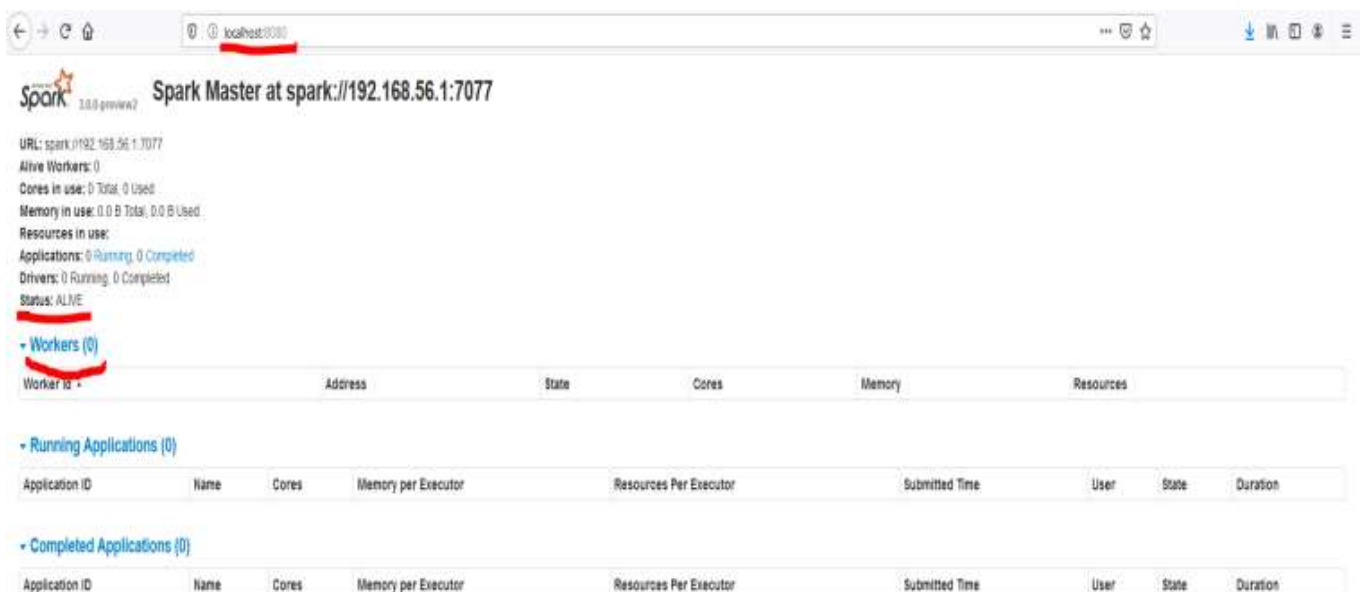 localhost:8080
Spark 3.0.0-preview2 Spark Master at spark://192.168.56.1:7077
URL: spark://192.168.56.1:7077
Alive Workers: 0
Cores in use: 0 Total, 0 Used
Memory in use: 0.0 B Total, 0.0 B Used
Resources in use:
Applications: 0 Running, 0 Completed
Drivers: 0 Running, 0 Completed
Status: ALIVE
Workers (0)
Worker Id Address State Cores Memory Resources
Running Applications (0)
Application ID Name Cores Memory per Executor Resources Per Executor Submitted Time User State Duration
Completed Applications (0)
Application ID Name Cores Memory per Executor Resources Per Executor Submitted Time User State Duration